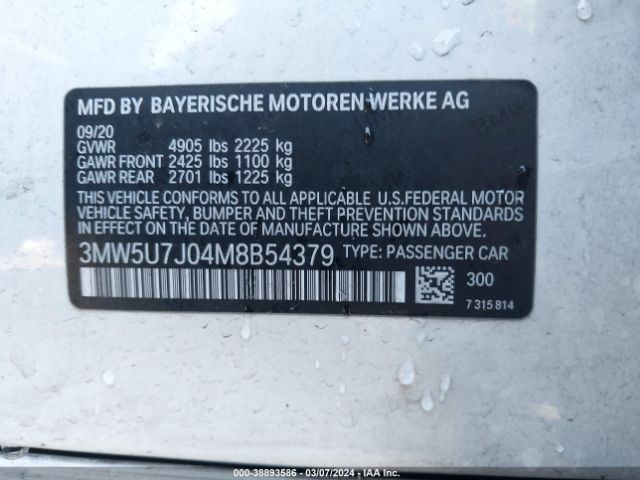 MFD BY BAYERISCHE MOTOREN WERKE AG
09/20
GVWR 4905 lbs 2225 kg
GAWR FRONT 2425 lbs 1100 kg
GAWR REAR 2701 lbs 1225 kg
THIS VEHICLE CONFORMS TO ALL APPLICABLE U.S.FEDERAL MOTOR
VEHICLE SAFETY, BUMPER AND THEFT PREVENTION STANDARDS
IN EFFECT ON THE DATE OF MANUFACTURE SHOWN ABOVE.
3MW5U7J04M8B54379 TYPE: PASSENGER CAR
300
7 315 814
000-38893586 - 03/07/2024 - IAA Inc.